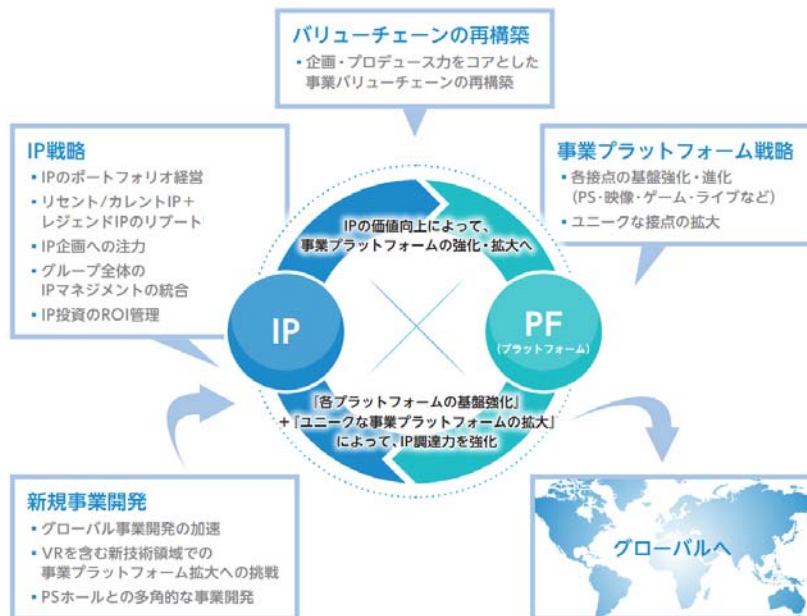 バリューチェーンの再構築
▪企画・プロデュース力をコアとした
事業バリューチェーンの再構築
IP戦略
▪IPのポートフォリオ経営
▪リセント/カレントIP+
レジェンドIPのリブート
▪IP企画への注力
▪グループ全体の
IPマネジメントの統合
▪IP投資のROI管理
事業プラットフォーム戦略
▪各接点の基盤強化・進化
(PS・映像・ゲーム・ライブなど)
▪ユニークな接点の拡大
IPの価値向上によって、
事業プラットフォームの強化・拡大へ
IP
PF
(プラットフォーム)
『各プラットフォームの基盤強化』
+『ユニークな事業プラットフォームの拡大』
によって、IP調達力を強化
新規事業開発
▪グローバル事業開発の加速
▪VRを含む新技術領域での
事業プラットフォーム拡大への挑戦
▪PSホールとの多角的な事業開発
グローバルへ